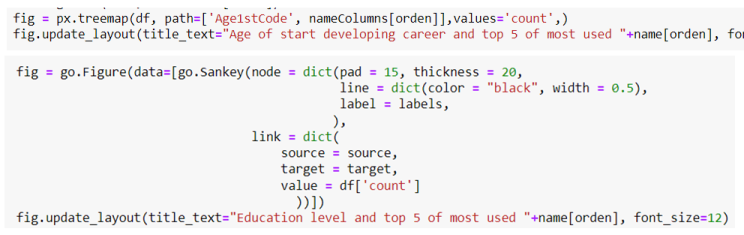 fig = px.treemap(df, path=['Age1stCode', nameColumns[orden]],values='count',)
fig.update_layout(title_text="Age of start developing career and top 5 of most used "+name[orden],
fig = go.Figure(data=[go.Sankey(node = dict(pad = 15, thickness = 20,
line = dict(color = "black", width = 0.5),
label = labels,
),
link = dict(
source = source,
target = target,
value = df['count']
))])
fig.update_layout(title_text="Education level and top 5 of most used "+name[orden], font_size=12)